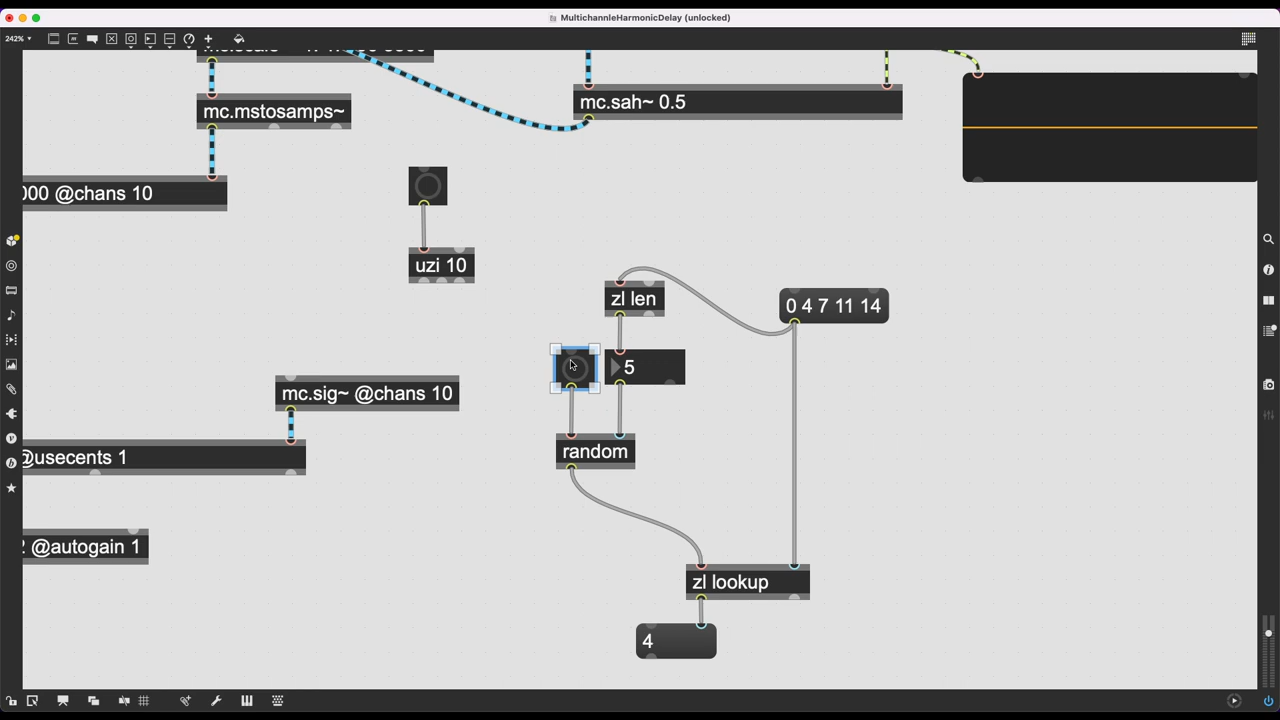 MultichannleHarmonicDelay (unlocked)
242%
mc.mstosamps~
mc.sah~ 0.5
000 @chans 10
uzi 10
zl len
0 4 7 11 14
5
mc.sig~ @chans 10
random
@usecents 1
2 @autogain 1
zl lookup
4